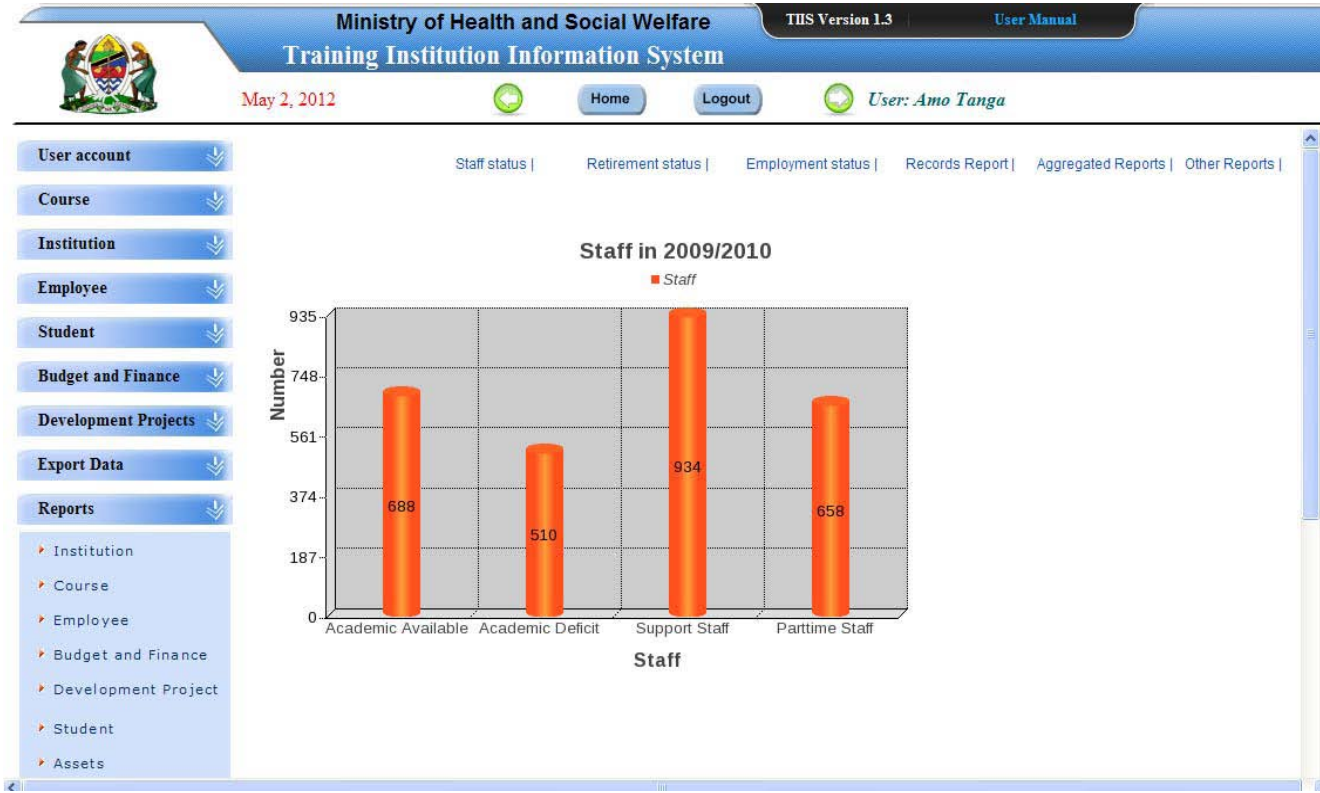 Ministry of Health and Social Welfare
TIIS Version 1.3
User Manual
Training Institution Information System
May 2, 2012
Home
Logout
User: Amo Tanga
User account
Course
Institution
Employee
Student
Budget and Finance
Development Projects
Export Data
Reports
Institution
Course
Employee
Budget and Finance
Development Project
Student
Assets
Staff status |
Retirement status |
Employment status |
Records Report |
Aggregated Reports |
Other Reports |
Staff in 2009/2010
Staff
Number
935
748
561
374
187
0
688
510
934
658
Academic Available
Academic Deficit
Support Staff
Parttime Staff
Staff